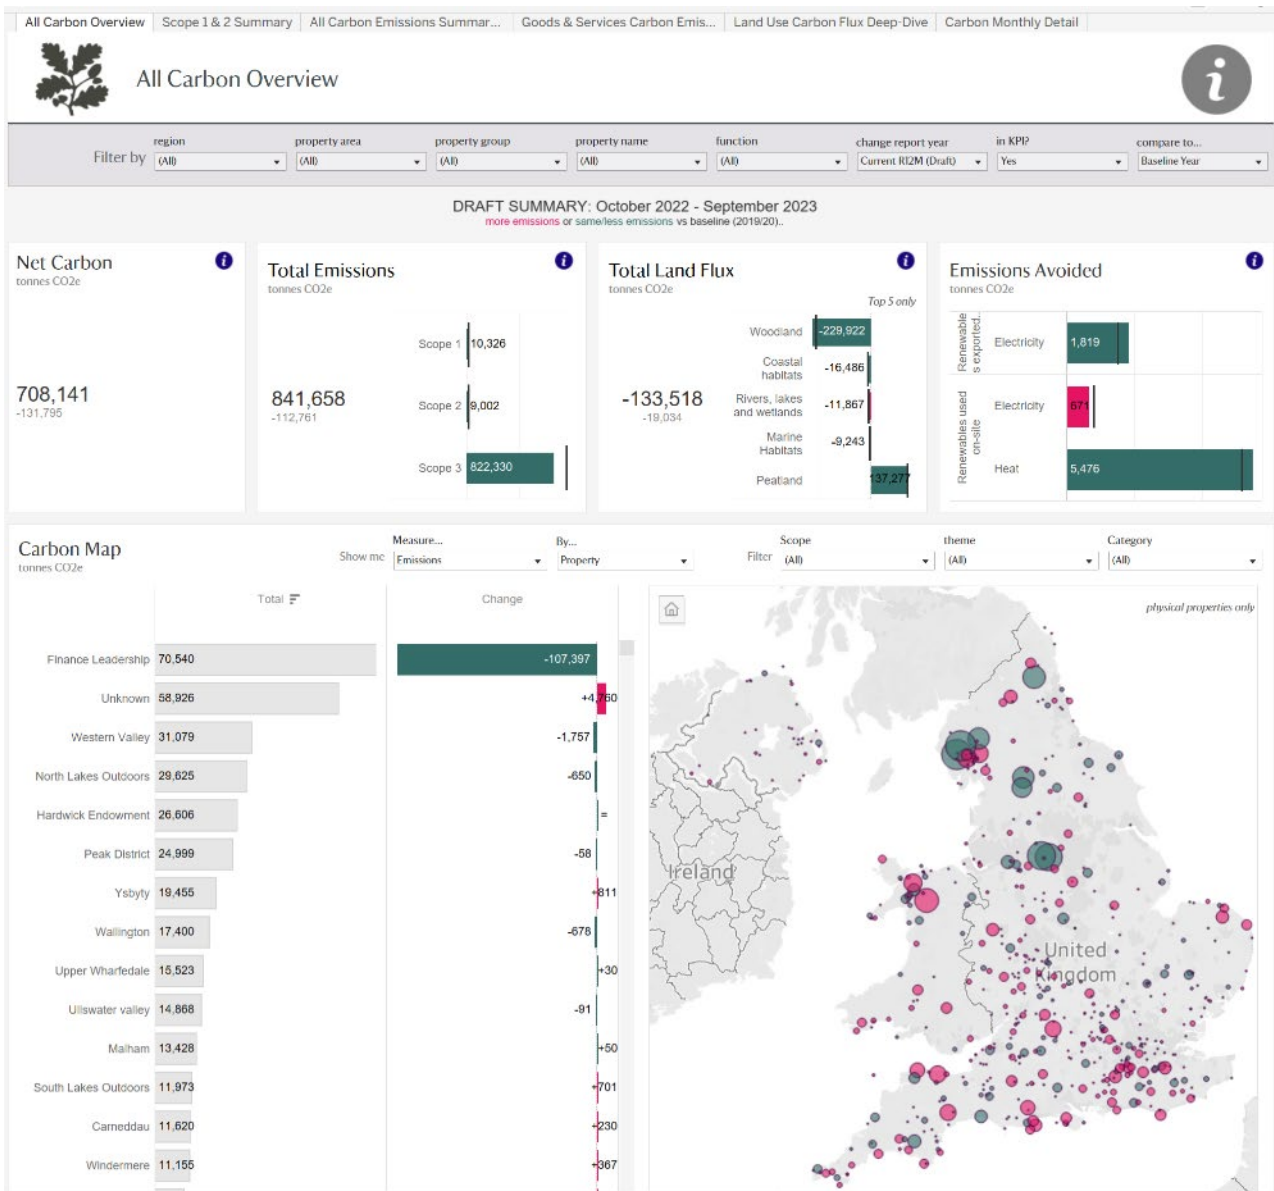 All Carbon Overview
Scope 1 & 2 Summary
All Carbon Emissions Summar...
Goods & Services Carbon Emis...
Land Use Carbon Flux Deep-Dive
Carbon Monthly Detail
All Carbon Overview
i
Filter by
region
(All)
property area
(All)
property group
(All)
property name
(All)
function
(All)
change report year
Current R12M (Draft)
in KPI?
Yes
compare to...
Baseline Year
DRAFT SUMMARY: October 2022 - September 2023
more emissions or same/less emissions vs baseline (2019/20)..
Net Carbon
i
tonnes CO2e
708,141
-131,795
Total Emissions
i
tonnes CO2e
841,658
-112,761
Scope 1
10,326
Scope 2
9,002
Scope 3
822,330
Total Land Flux
i
tonnes CO2e
Top 5 only
-133,518
-19,034
Woodland
-229,922
Coastal
habitats
-16,486
Rivers, lakes
and wetlands
-11,867
Marine
Habitats
-9,243
Peatland
137,277
Emissions Avoided
i
tonnes CO2e
Renewable
s exported..
Electricity
1,819
Renewables used
on-site
Electricity
671
Heat
5,476
Carbon Map
tonnes CO2e
Show me
Measure...
Emissions
By...
Property
Filter
Scope
(All)
theme
(All)
Category
(All)
Total
Change
Finance Leadership 70,540 -107,397
Unknown 58,926 +4,760
Western Valley 31,079 -1,757
North Lakes Outdoors 29,625 -650
Hardwick Endowment 26,606 =
Peak District 24,999 -58
Ysbyty 19,455 +811
Wallington 17,400 -678
Upper Wharfedale 15,523 +30
Ullswater valley 14,868 -91
Malham 13,428 +50
South Lakes Outdoors 11,973 +701
Carneddau 11,620 +230
Windermere 11,155 +367
physical properties only
Ireland
United
Kingdom